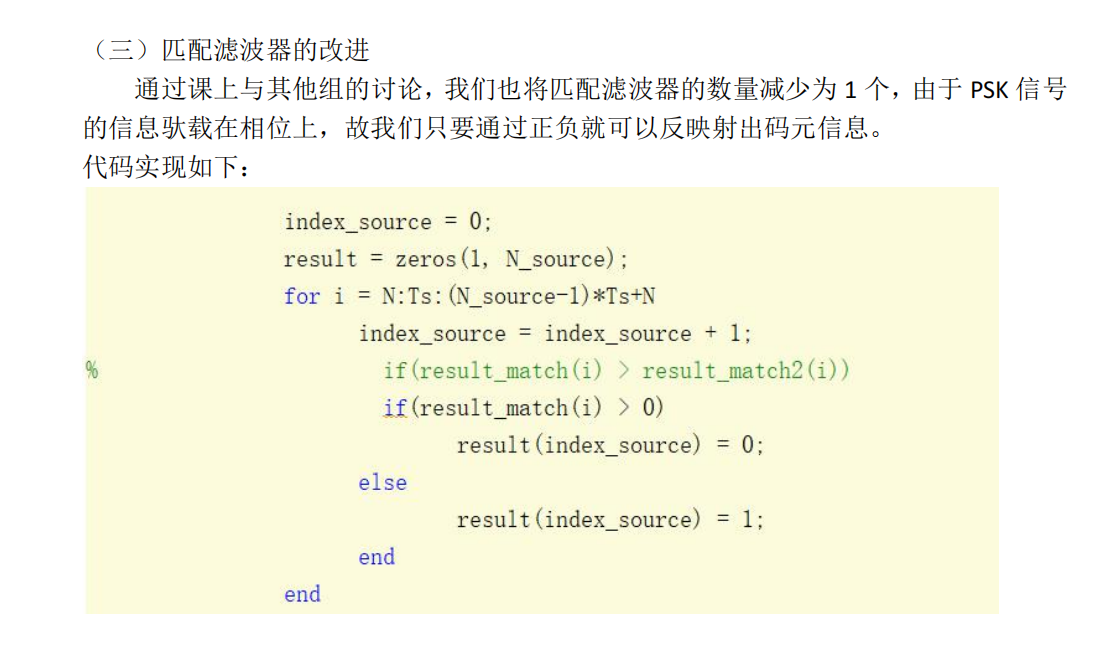 （三）匹配滤波器的改进
通过课上与其他组的讨论，我们也将匹配滤波器的数量减少为 1 个，由于 PSK 信号
的信息驮载在相位上，故我们只要通过正负就可以反映射出码元信息。
代码实现如下：
index_source = 0;
result = zeros(1, N_source);
for i = N:Ts:(N_source-1)*Ts+N
index_source = index_source + 1;
% if(result_match(i) > result_match2(i))
if(result_match(i) > 0)
result(index_source) = 0;
else
result(index_source) = 1;
end
end